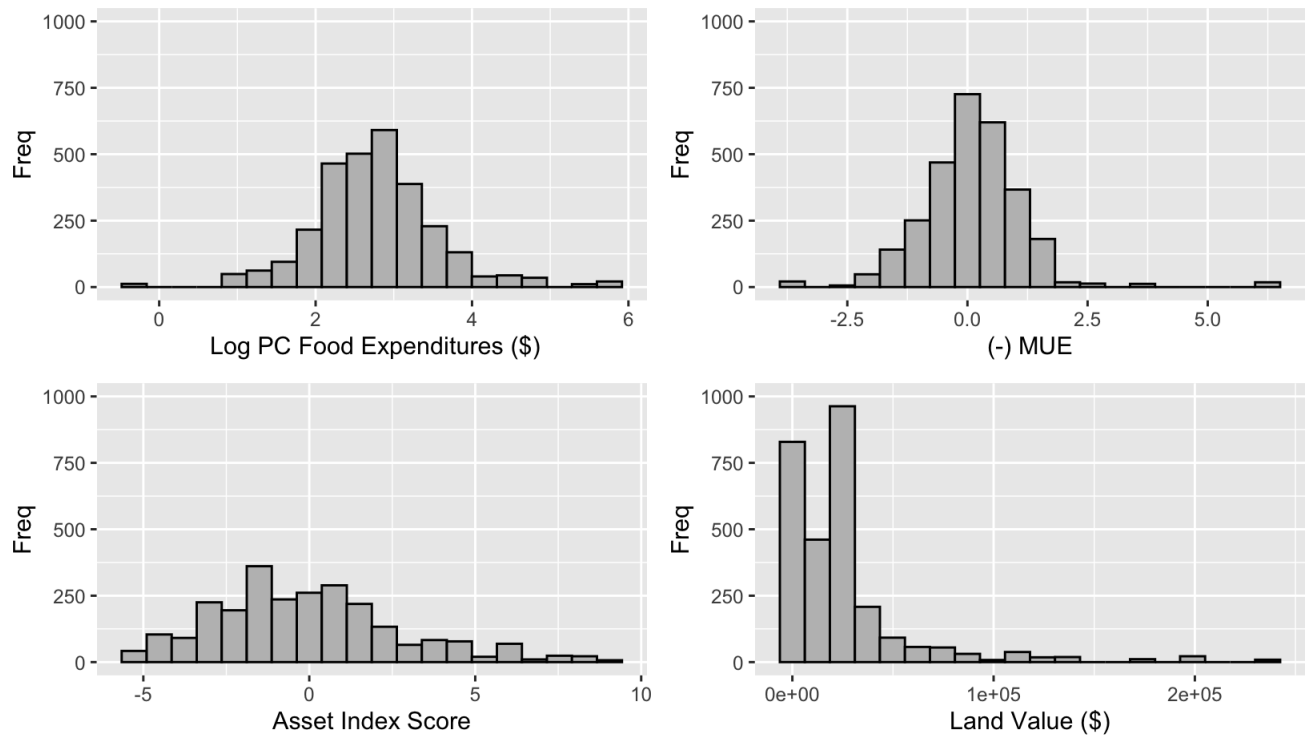 1000
750
500
250
0
Freq
0 2 4 6
Log PC Food Expenditures ($)
1000
750
500
250
0
Freq
-2.5 0.0 2.5 5.0
(-) MUE
1000
750
500
250
0
Freq
-5 0 5 10
Asset Index Score
1000
750
500
250
0
Freq
0e+00 1e+05 2e+05
Land Value ($)